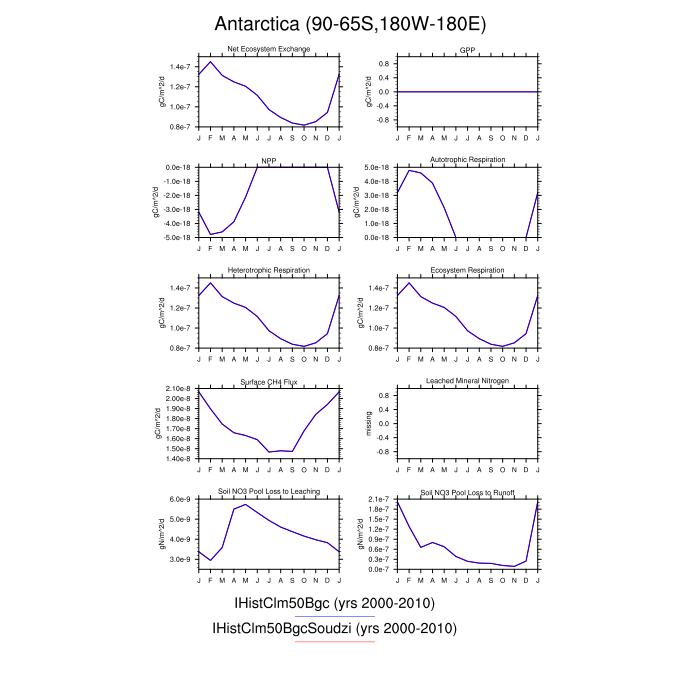 Antarctica (90-65S,180W-180E)
Net Ecosystem Exchange
GPP
gC/m^2/d
1.4e-7
1.2e-7
1.0e-7
0.8e-7
J F M A M J J A S O N D J
gC/m^2/d
0.8
0.4
0.0
-0.4
-0.8
J F M A M J J A S O N D J
NPP
Autotrophic Respiration
gC/m^2/d
0.0e-18
-1.0e-18
-2.0e-18
-3.0e-18
-4.0e-18
-5.0e-18
J F M A M J J A S O N D J
gC/m^2/d
5.0e-18
4.0e-18
3.0e-18
2.0e-18
1.0e-18
0.0e-18
J F M A M J J A S O N D J
Heterotrophic Respiration
Ecosystem Respiration
gC/m^2/d
1.4e-7
1.2e-7
1.0e-7
0.8e-7
J F M A M J J A S O N D J
gC/m^2/d
1.4e-7
1.2e-7
1.0e-7
0.8e-7
J F M A M J J A S O N D J
Surface CH4 Flux
Leached Mineral Nitrogen
gC/m^2/d
2.10e-8
2.00e-8
1.90e-8
1.80e-8
1.70e-8
1.60e-8
1.50e-8
1.40e-8
J F M A M J J A S O N D J
missing
0.8
0.4
0.0
-0.4
-0.8
J F M A M J J A S O N D J
Soil NO3 Pool Loss to Leaching
Soil NO3 Pool Loss to Runoff
gN/m^2/d
6.0e-9
5.0e-9
4.0e-9
3.0e-9
J F M A M J J A S O N D J
gN/m^2/d
2.1e-7
1.8e-7
1.5e-7
1.2e-7
0.9e-7
0.6e-7
0.3e-7
0.0e-7
J F M A M J J A S O N D J
IHistClm50Bgc (yrs 2000-2010)
IHistClm50BgcSoudzi (yrs 2000-2010)